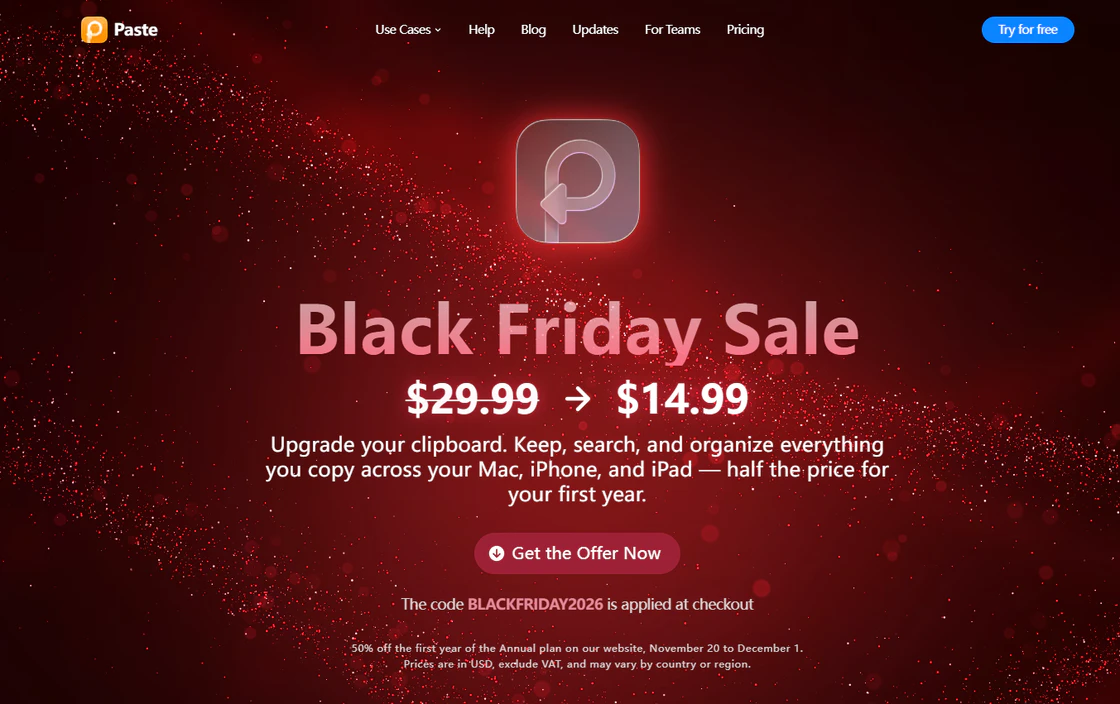 Paste
Use Cases
Help
Blog
Updates
For Teams
Pricing
Try for free
Black Friday Sale
$29.99 → $14.99
Upgrade your clipboard. Keep, search, and organize everything
you copy across your Mac, iPhone, and iPad — half the price for
your first year.
Get the Offer Now
The code BLACKFRIDAY2026 is applied at checkout
50% off the first year of the Annual plan on our website, November 20 to December 1.
Prices are in USD, exclude VAT, and may vary by country or region.